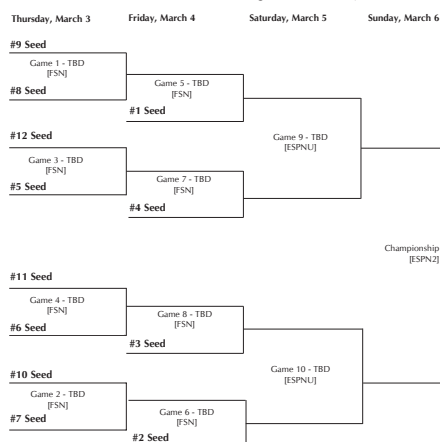 Thursday, March 3 Friday, March 4 Saturday, March 5 Sunday, March 6
#9 Seed
Game 1 - TBD
[FSN]
#8 Seed
Game 5 - TBD
[FSN]
#1 Seed
#12 Seed
Game 3 - TBD
[FSN]
#5 Seed
Game 7 - TBD
[FSN]
#4 Seed
Game 9 - TBD
[ESPNU]
Championship
[ESPN2]
#11 Seed
Game 4 - TBD
[FSN]
#6 Seed
Game 8 - TBD
[FSN]
#3 Seed
#10 Seed
Game 2 - TBD
[FSN]
#7 Seed
Game 6 - TBD
[FSN]
#2 Seed
Game 10 - TBD
[ESPNU]